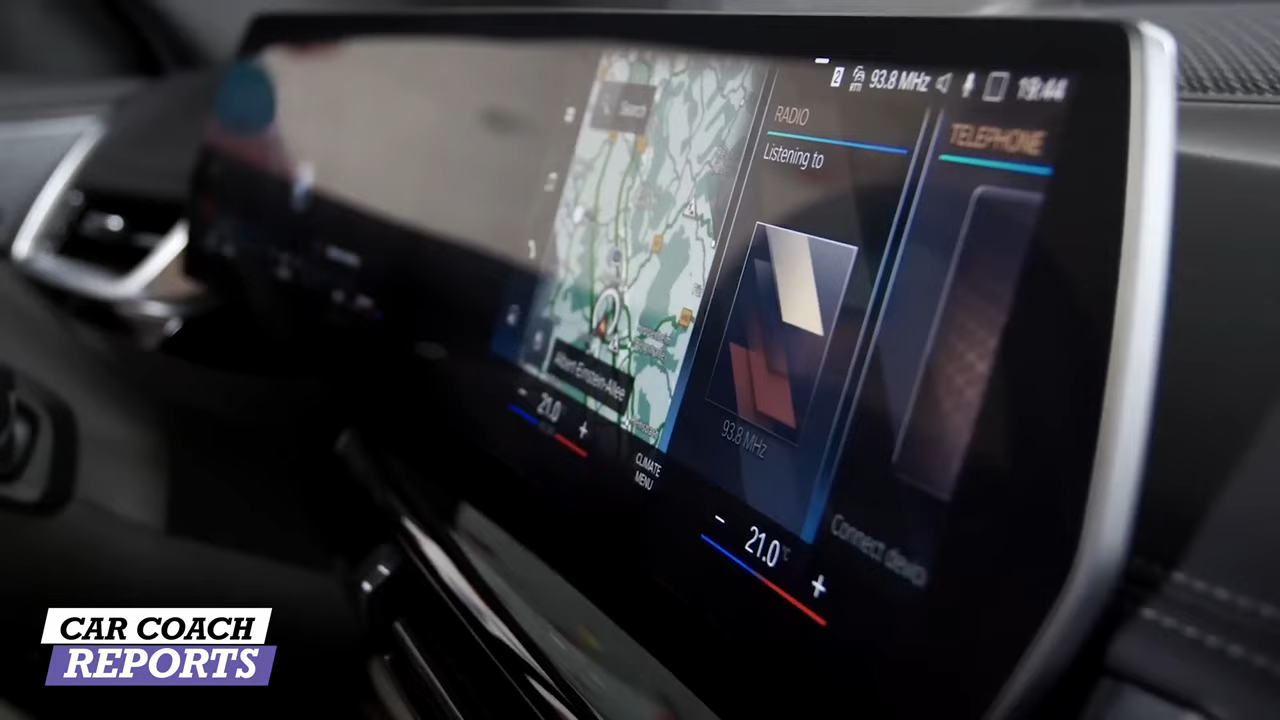 2 93.8 MHz 19:44
RADIO
Listening to
TELEPHONE
Search
93.8 MHz
Albert Einstein-Allee
- 21.0 +
CLIMATE
MENU
- 21.0 °C +
Connect device
CAR COACH
REPORTS